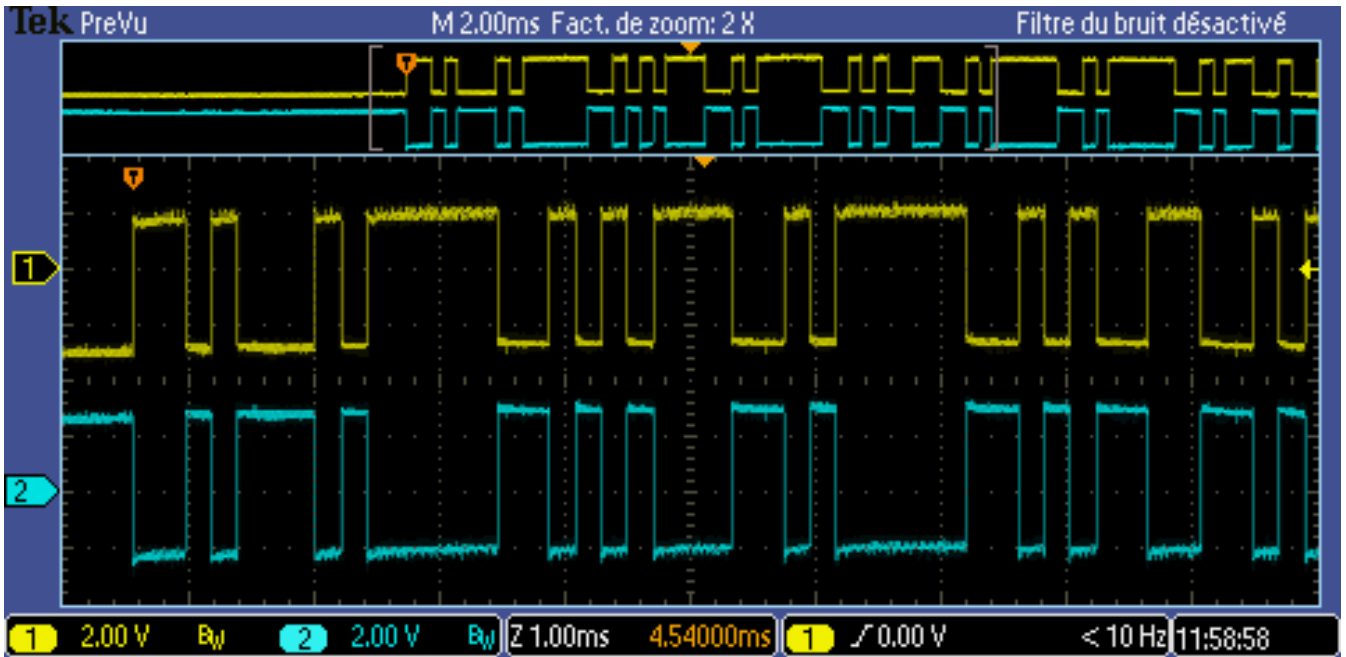 Tek PreVu M 2.00ms Fact. de zoom: 2 X Filtre du bruit désactivé
T
T
1
2
1 2.00 V BW 2 2.00 V BW Z 1.00ms 4.54000ms 1 / 0.00 V < 10 Hz 11:58:58